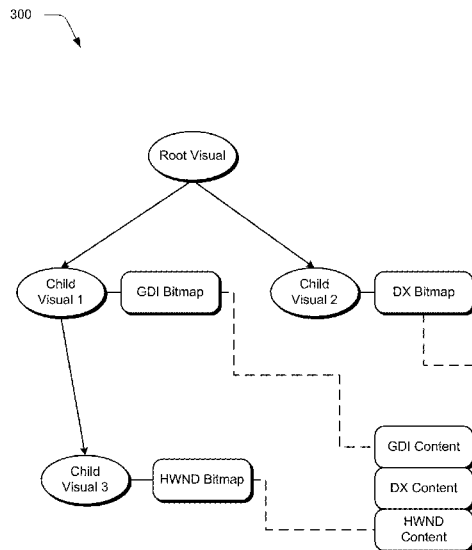 300
Root Visual
Child
Visual 1
GDI Bitmap
Child
Visual 2
DX Bitmap
GDI Content
DX Content
Child
Visual 3
HWND Bitmap
HWND
Content